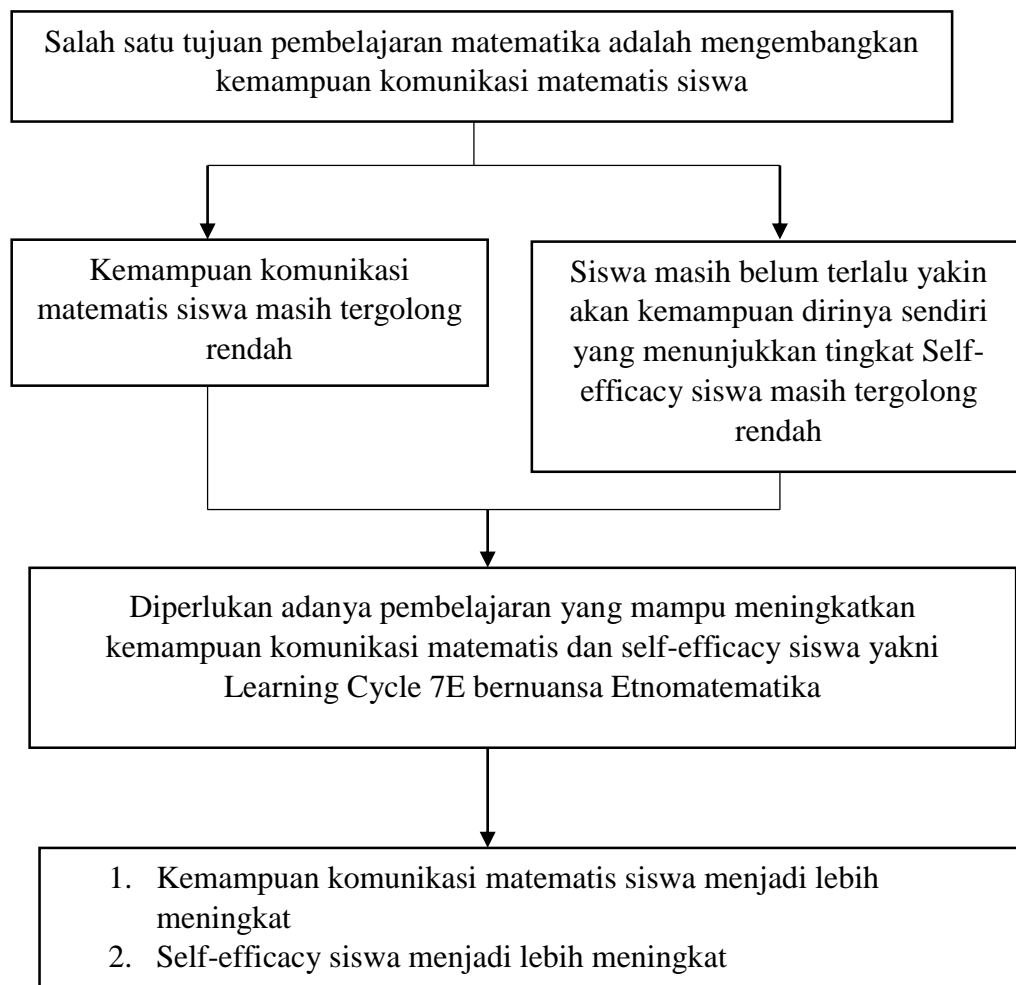 Salah satu tujuan pembelajaran matematika adalah mengembangkan
kemampuan komunikasi matematis siswa
Kemampuan komunikasi
matematis siswa masih tergolong
rendah
Siswa masih belum terlalu yakin
akan kemampuan dirinya sendiri
yang menunjukkan tingkat Self-
efficacy siswa masih tergolong
rendah
Diperlukan adanya pembelajaran yang mampu meningkatkan
kemampuan komunikasi matematis dan self-efficacy siswa yakni
Learning Cycle 7E bernuansa Etnomatematika
1. Kemampuan komunikasi matematis siswa menjadi lebih
meningkat
2. Self-efficacy siswa menjadi lebih meningkat